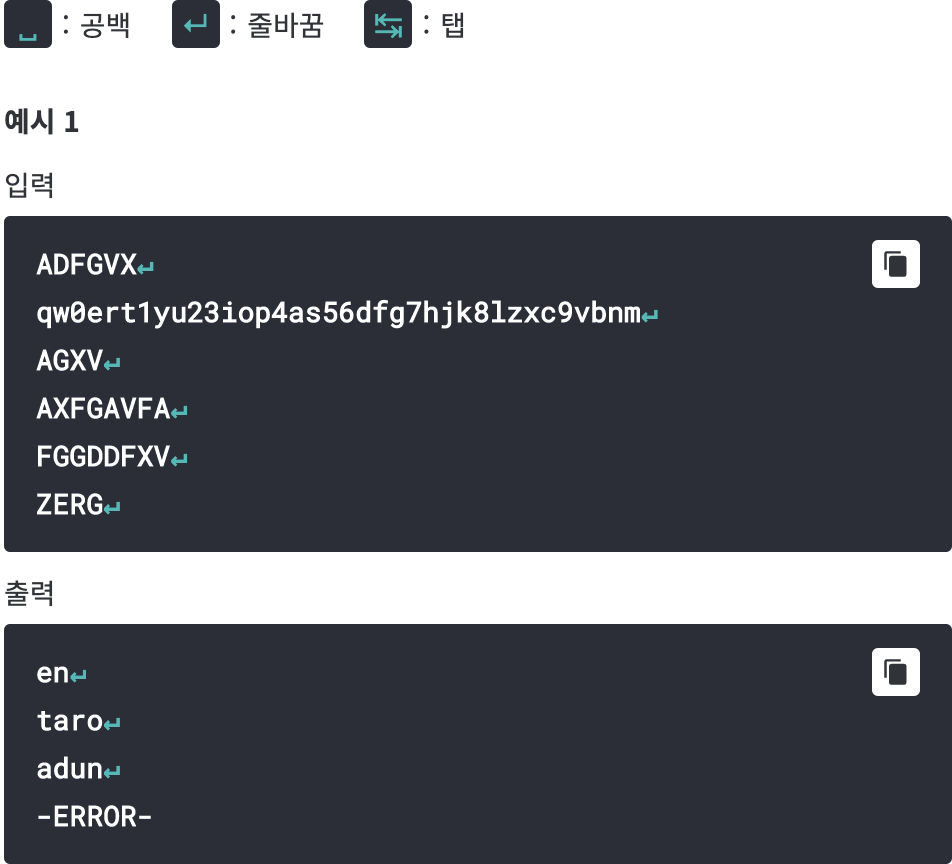 ␣ : 공백 ↵ : 줄바꿈 ↹ : 탭
예시 1
입력
ADFGVX↵
qw0ert1yu23iop4as56dfg7hjk8lzxc9vbnm↵
AGXV↵
AXFGAVFA↵
FGGDDFXV↵
ZERG↵
출력
en↵
taro↵
adun↵
-ERROR-